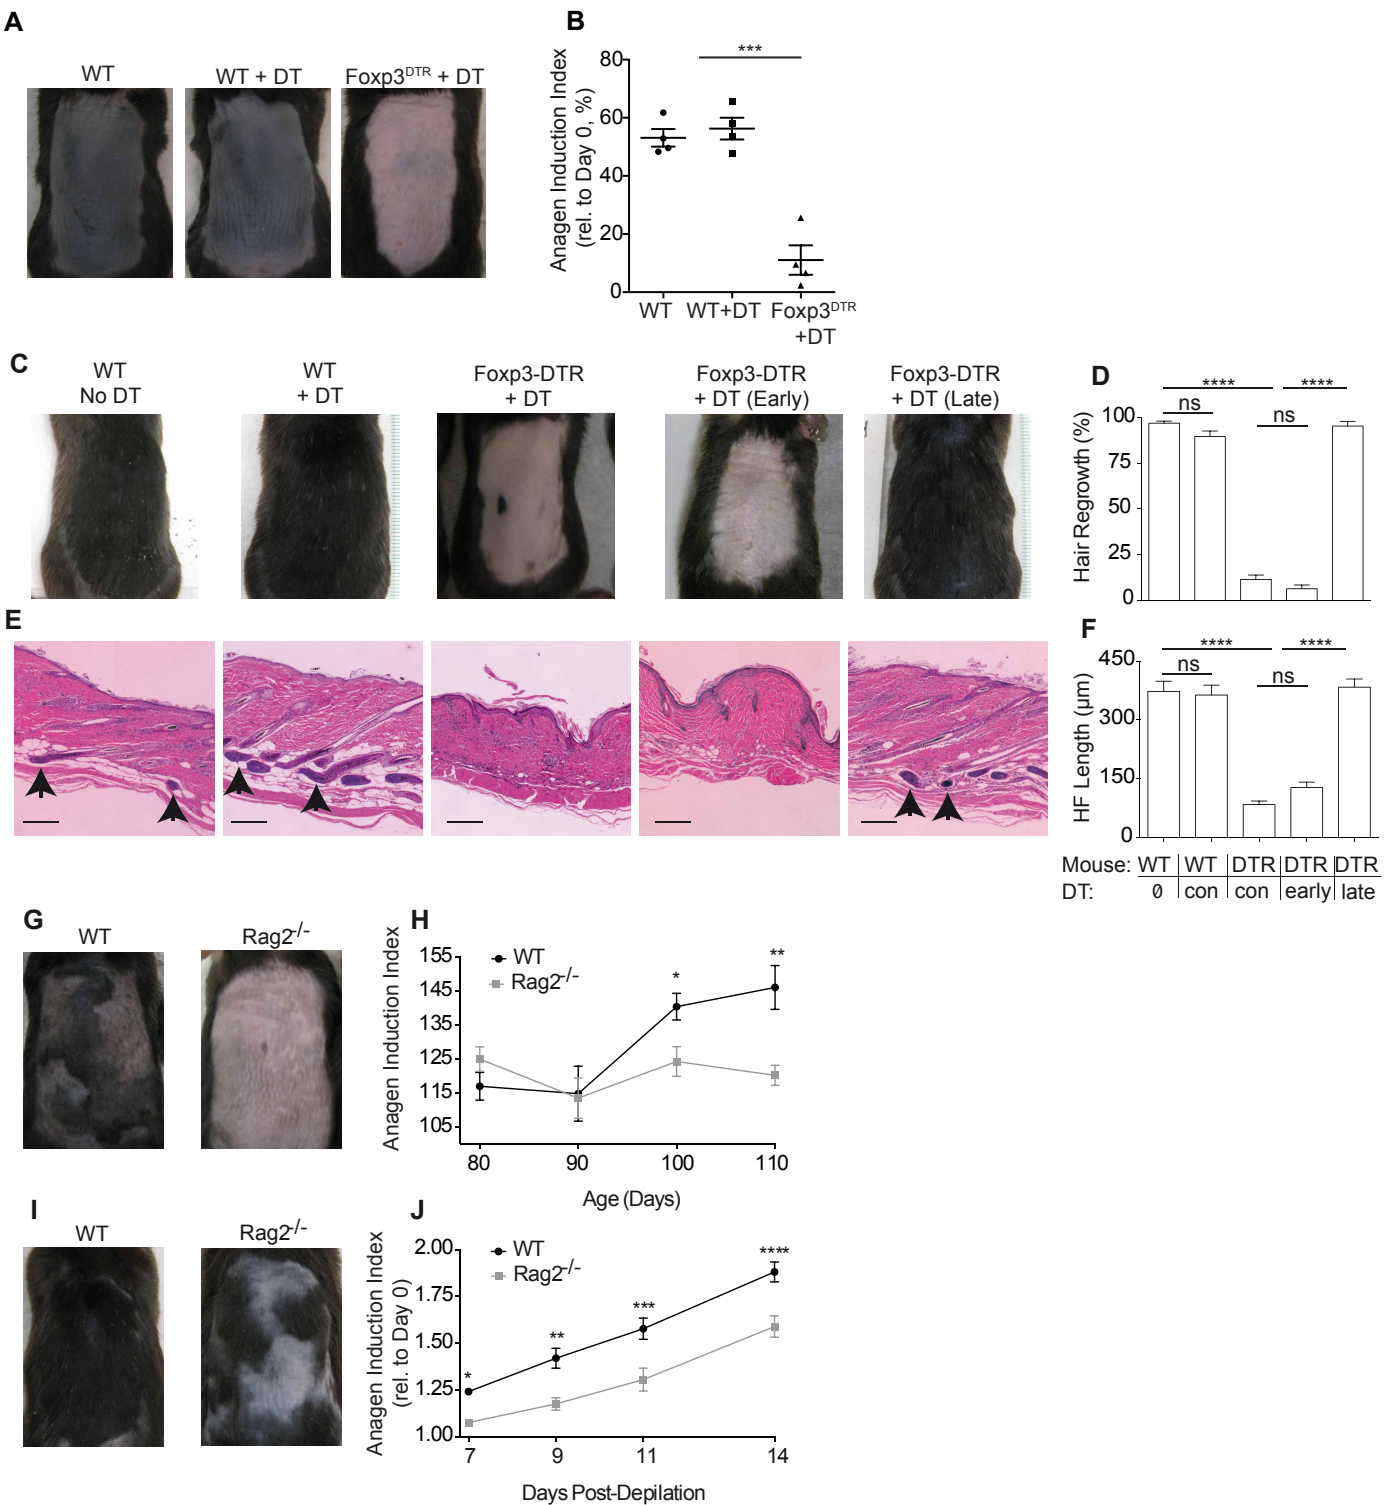 A
WT
WT + DT
Foxp3DTR + DT
B
Anagen Induction Index
(rel. to Day 0, %)
***
80
60
40
20
0
WT
WT+DT
Foxp3DTR
+DT
C
WT
No DT
WT
+ DT
Foxp3-DTR
+ DT
Foxp3-DTR
+ DT (Early)
Foxp3-DTR
+ DT (Late)
D
Hair Regrowth (%)
****
****
ns
ns
100
75
50
25
0
E
F
HF Length (μm)
****
****
ns
ns
450
300
150
0
Mouse: WT WT DTR DTR DTR
DT: 0 con con early late
G
WT
Rag2-/-
H
Anagen Induction Index
155
145
135
125
115
105
WT
Rag2-/-
*
**
80 90 100 110
Age (Days)
I
WT
Rag2-/-
J
Anagen Induction Index
(rel. to Day 0)
2.00
1.75
1.50
1.25
1.00
WT
Rag2-/-
*
**
***
****
7 9 11 14
Days Post-Depilation